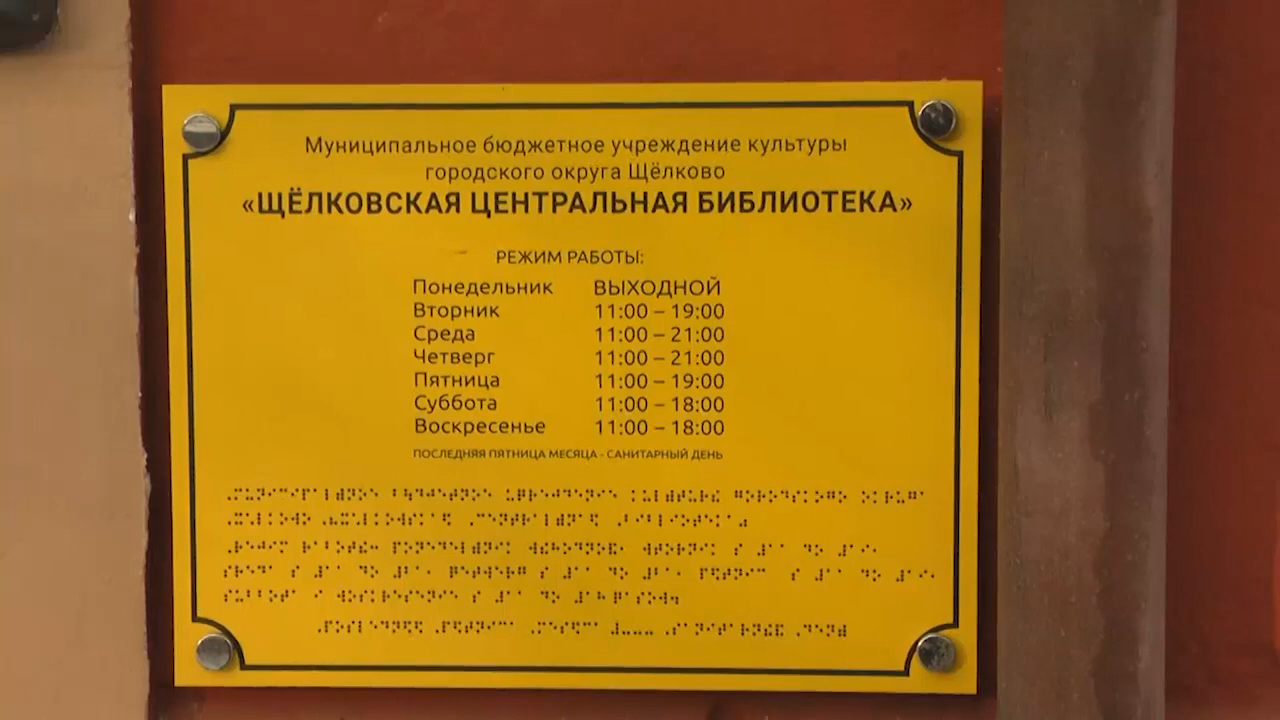 Муниципальное бюджетное учреждение культуры
городского округа Щёлково
«ЩЁЛКОВСКАЯ ЦЕНТРАЛЬНАЯ БИБЛИОТЕКА»
РЕЖИМ РАБОТЫ:
Понедельник ВЫХОДНОЙ
Вторник 11:00 – 19:00
Среда 11:00 – 21:00
Четверг 11:00 – 21:00
Пятница 11:00 – 19:00
Суббота 11:00 – 18:00
Воскресенье 11:00 – 18:00
ПОСЛЕДНЯЯ ПЯТНИЦА МЕСЯЦА - САНИТАРНЫЙ ДЕНЬ